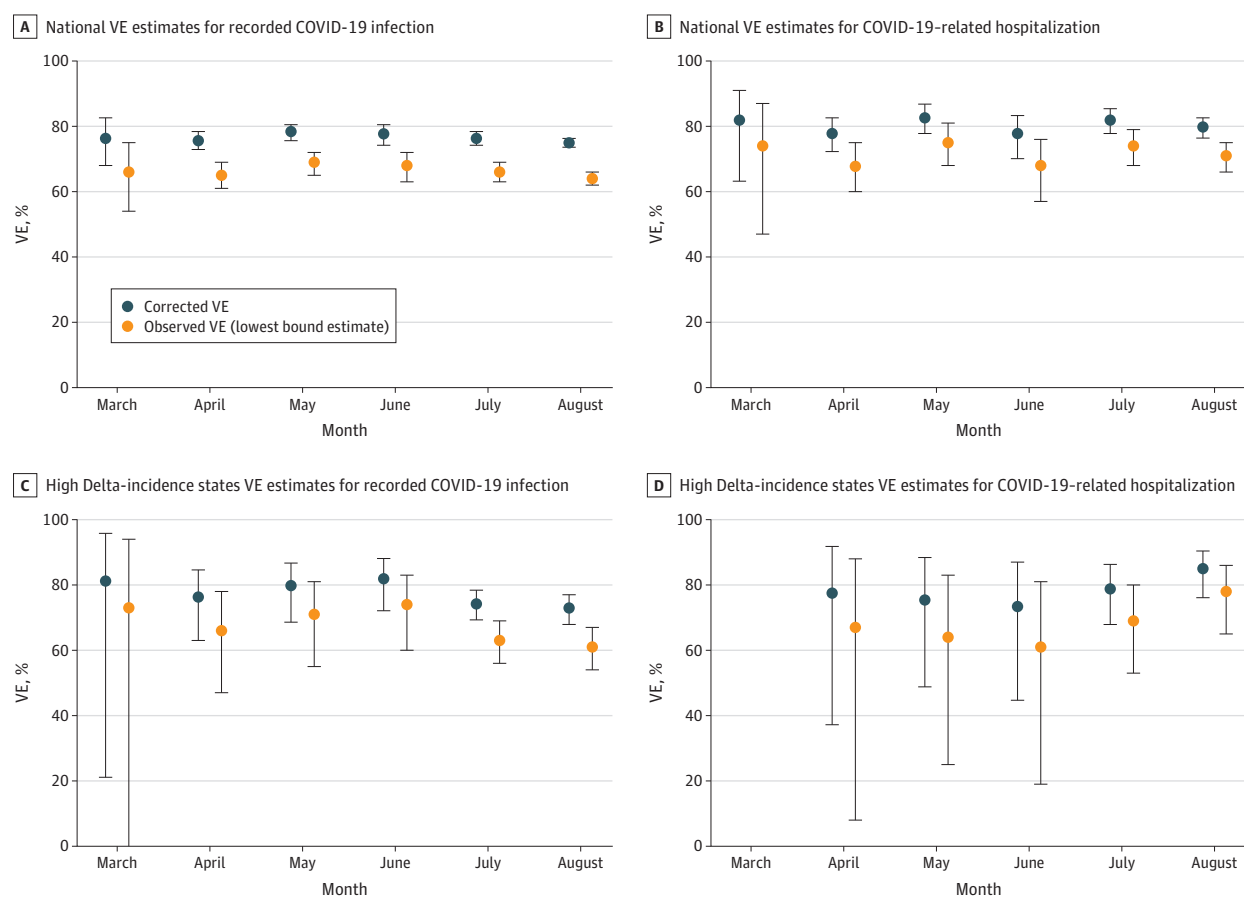 A National VE estimates for recorded COVID-19 infection
100
80
60
40
20
0
VE, %
Corrected VE
Observed VE (lowest bound estimate)
March April May June July August
Month
B National VE estimates for COVID-19-related hospitalization
100
80
60
40
20
0
VE, %
March April May June July August
Month
C High Delta-incidence states VE estimates for recorded COVID-19 infection
100
80
60
40
20
0
VE, %
March April May June July August
Month
D High Delta-incidence states VE estimates for COVID-19-related hospitalization
100
80
60
40
20
0
VE, %
March April May June July August
Month